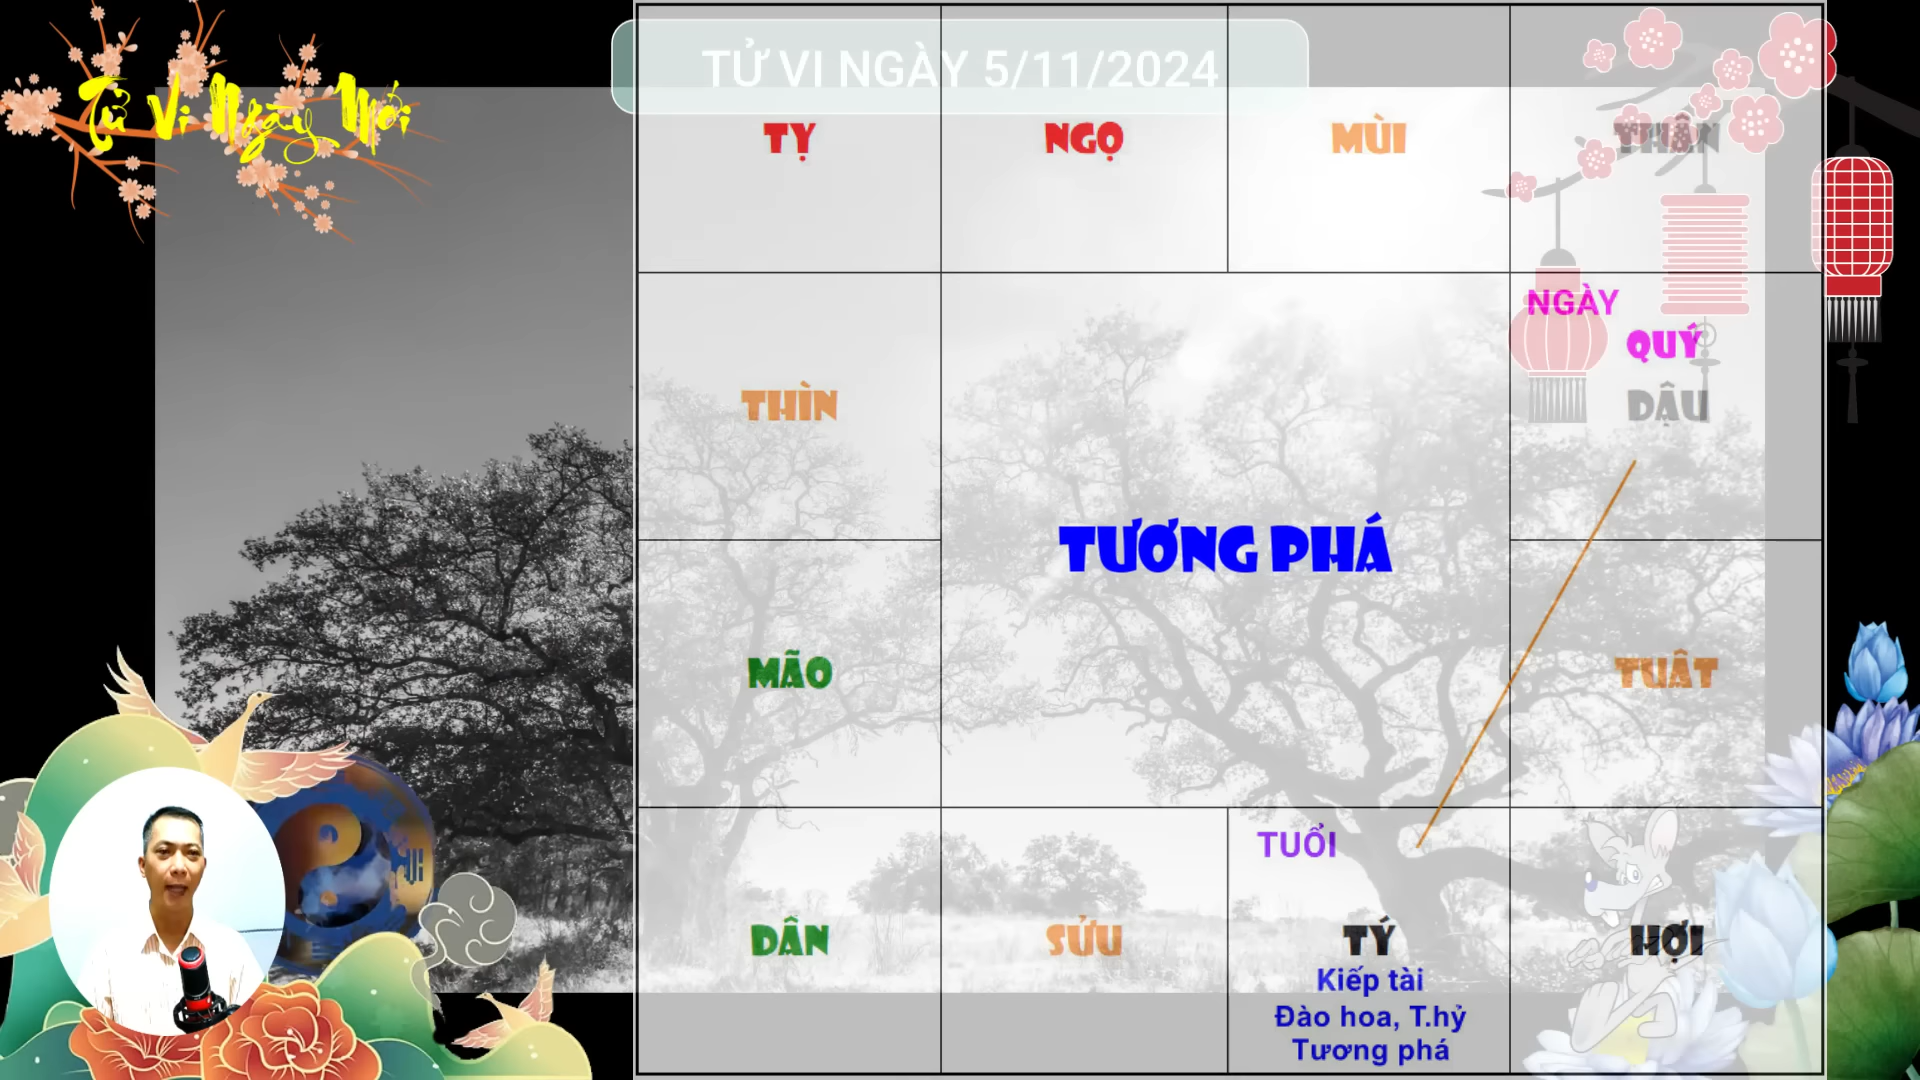 Tử Vi Ngày Mới
TỬ VI NGÀY 5/11/2024
TỴ
NGỌ
MÙI
THÂN
THÌN
NGÀY
QUÝ
DẬU
TƯƠNG PHÁ
MÃO
TUẤT
DẦN
SỬU
TUỔI
TÝ
Kiếp tài
Đào hoa, T.hỷ
Tương phá
HỢI